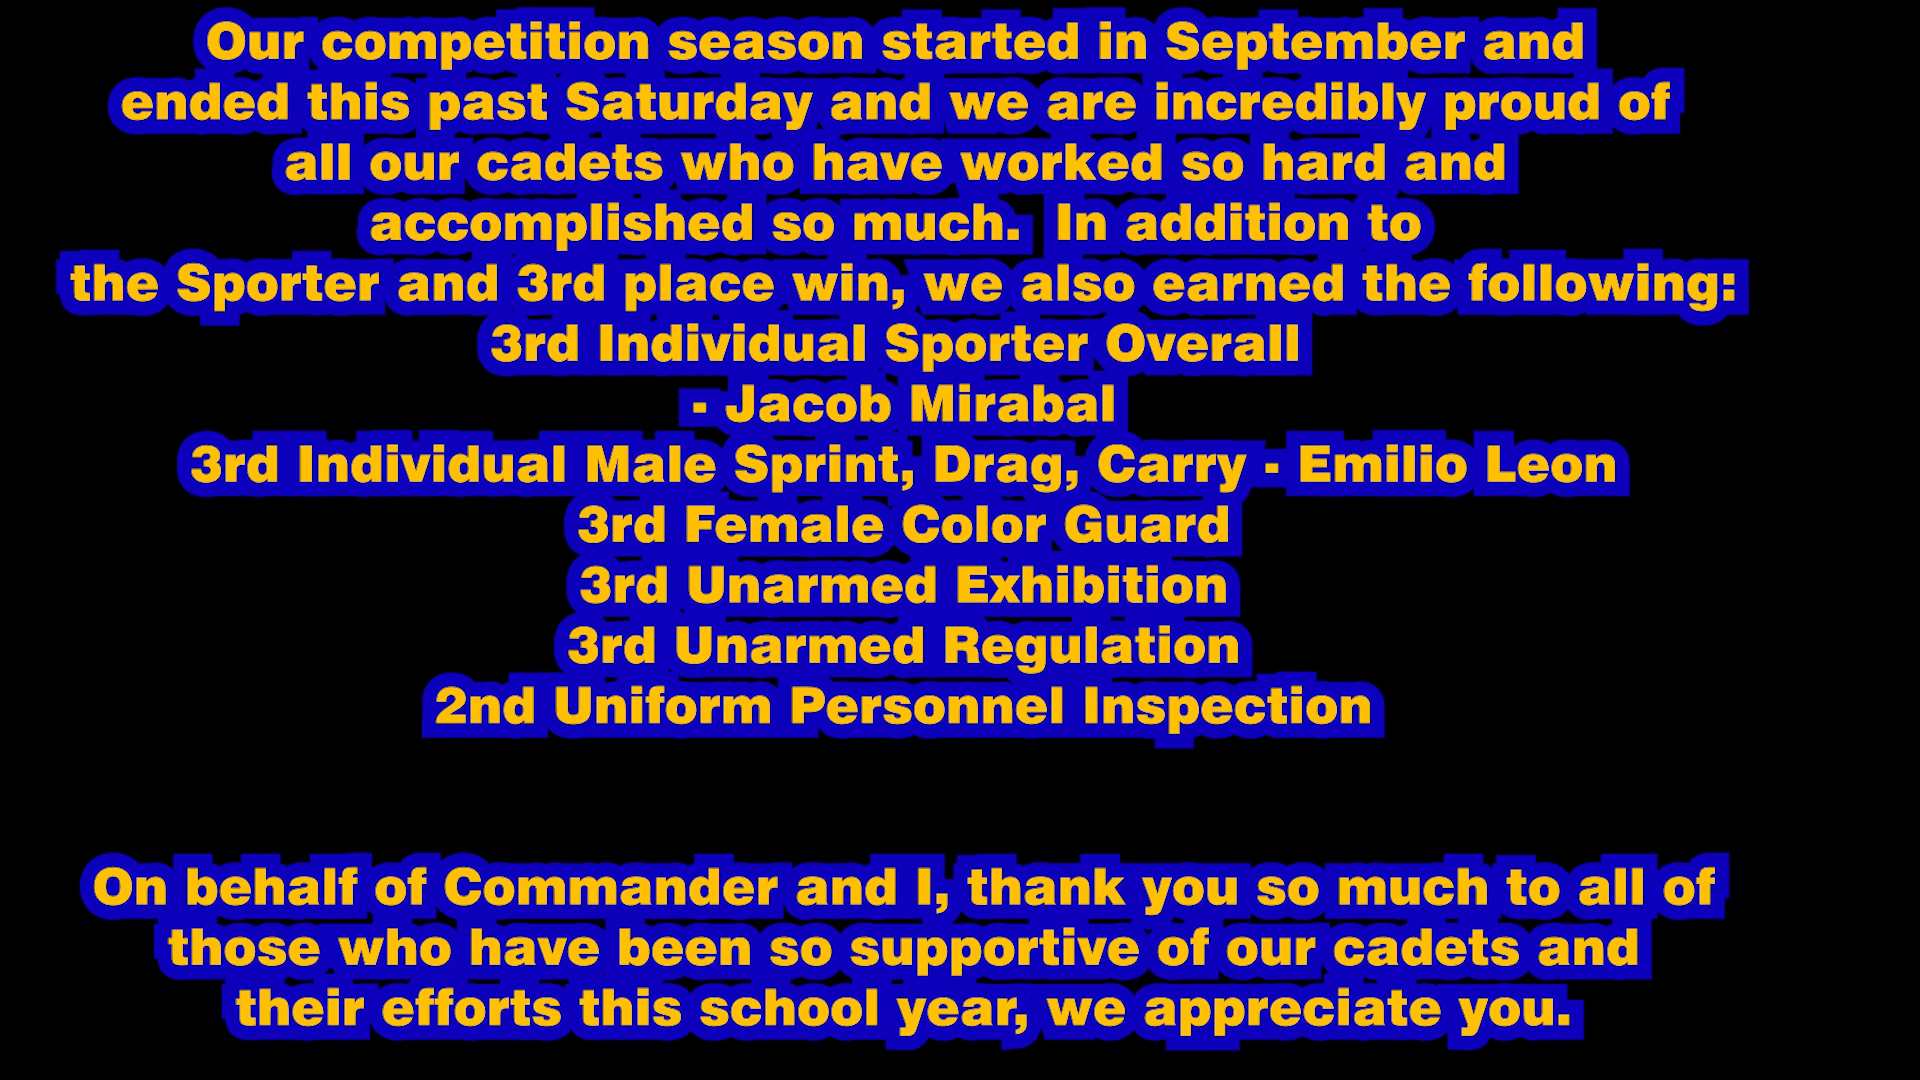 Our competition season started in September and
ended this past Saturday and we are incredibly proud of
all our cadets who have worked so hard and
accomplished so much.  In addition to
the Sporter and 3rd place win, we also earned the following:
3rd Individual Sporter Overall
- Jacob Mirabal
3rd Individual Male Sprint, Drag, Carry - Emilio Leon
3rd Female Color Guard
3rd Unarmed Exhibition
3rd Unarmed Regulation
2nd Uniform Personnel Inspection
On behalf of Commander and I, thank you so much to all of
those who have been so supportive of our cadets and
their efforts this school year, we appreciate you.